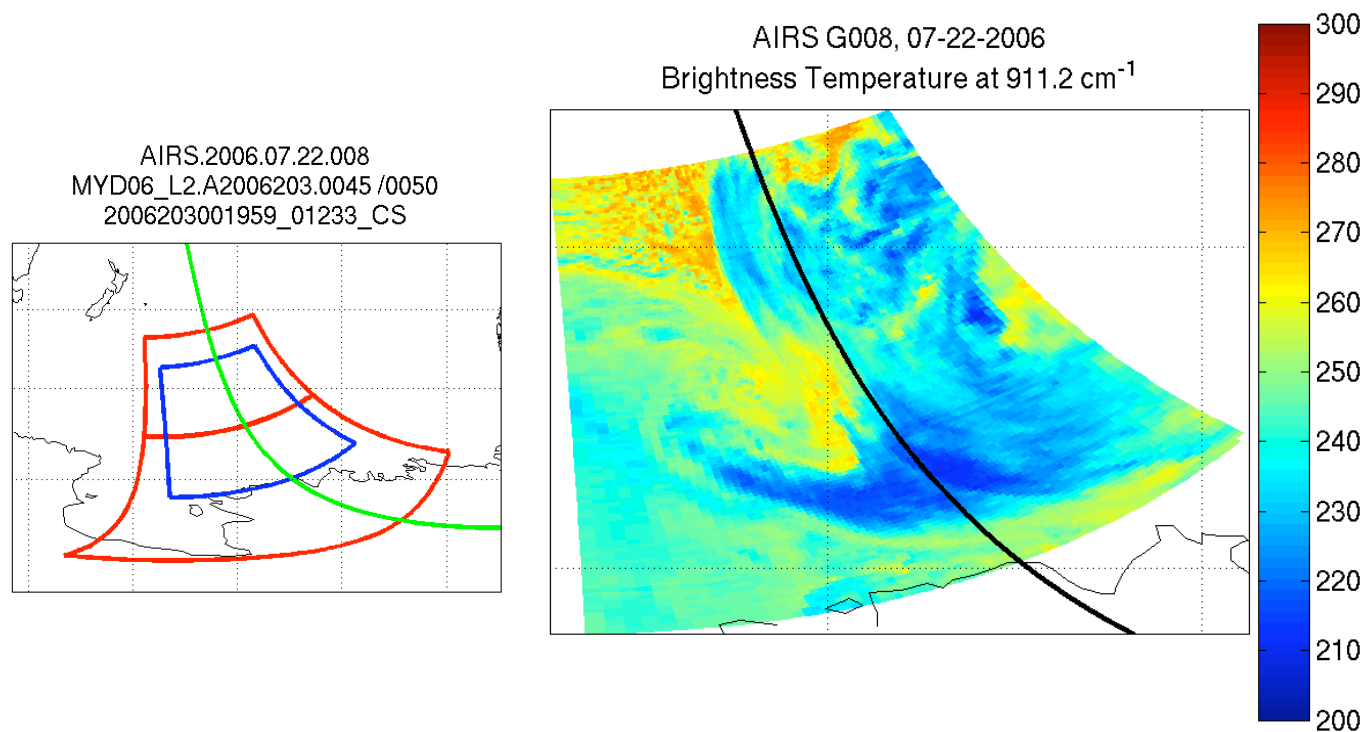 AIRS.2006.07.22.008
MYD06_L2.A2006203.0045 /0050
2006203001959_01233_CS
AIRS G008, 07-22-2006
Brightness Temperature at 911.2 cm⁻¹
300
290
280
270
260
250
240
230
220
210
200